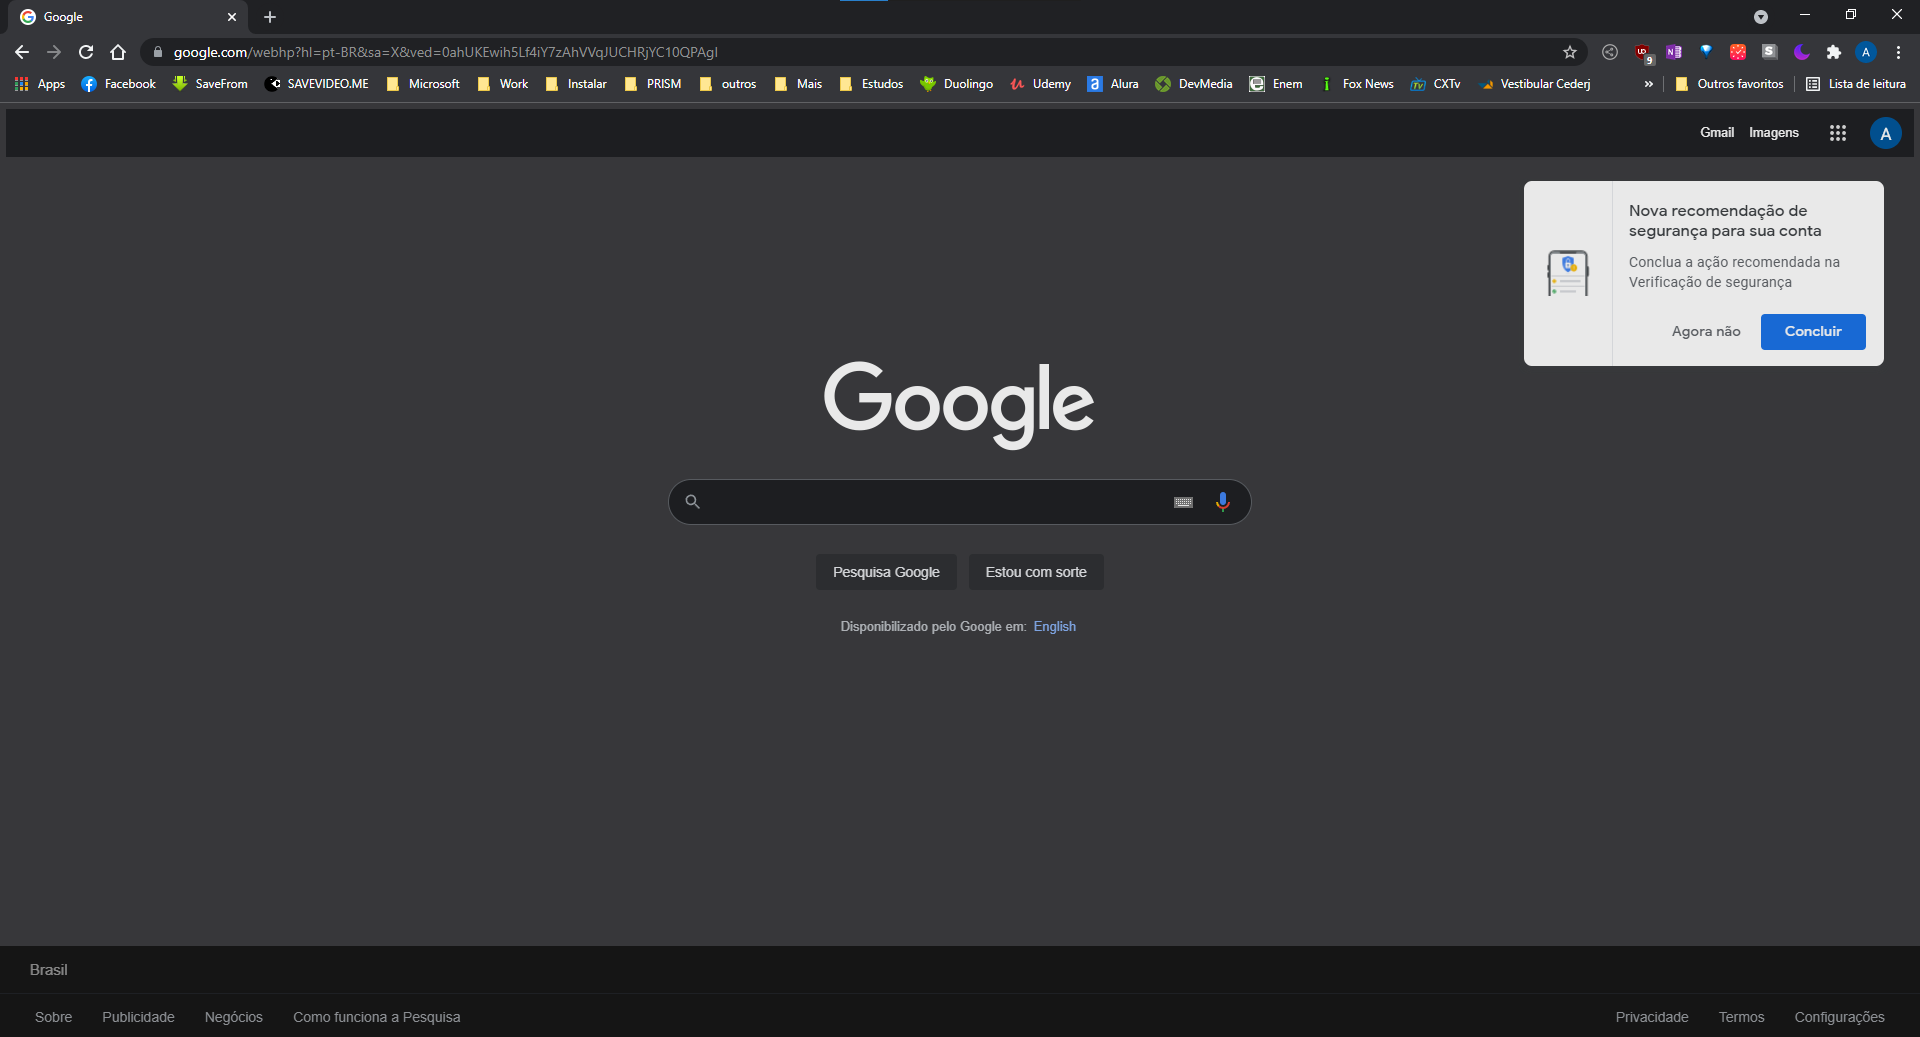 Google
google.com/webhp?hl=pt-BR&sa=X&ved=0ahUKEwih5Lf4iY7zAhVVqJUCHRjYC10QPAgI
9
A
Apps
Facebook
SaveFrom
SAVEVIDEO.ME
Microsoft
Work
Instalar
PRISM
outros
Mais
Estudos
Duolingo
Udemy
Alura
DevMedia
Enem
Fox News
CXTv
Vestibular Cederj
»
Outros favoritos
Lista de leitura
Gmail
Imagens
A
Nova recomendação de
segurança para sua conta
Conclua a ação recomendada na
Verificação de segurança
Agora não
Concluir
Google
Pesquisa Google
Estou com sorte
Disponibilizado pelo Google em: English
Brasil
Sobre
Publicidade
Negócios
Como funciona a Pesquisa
Privacidade
Termos
Configurações